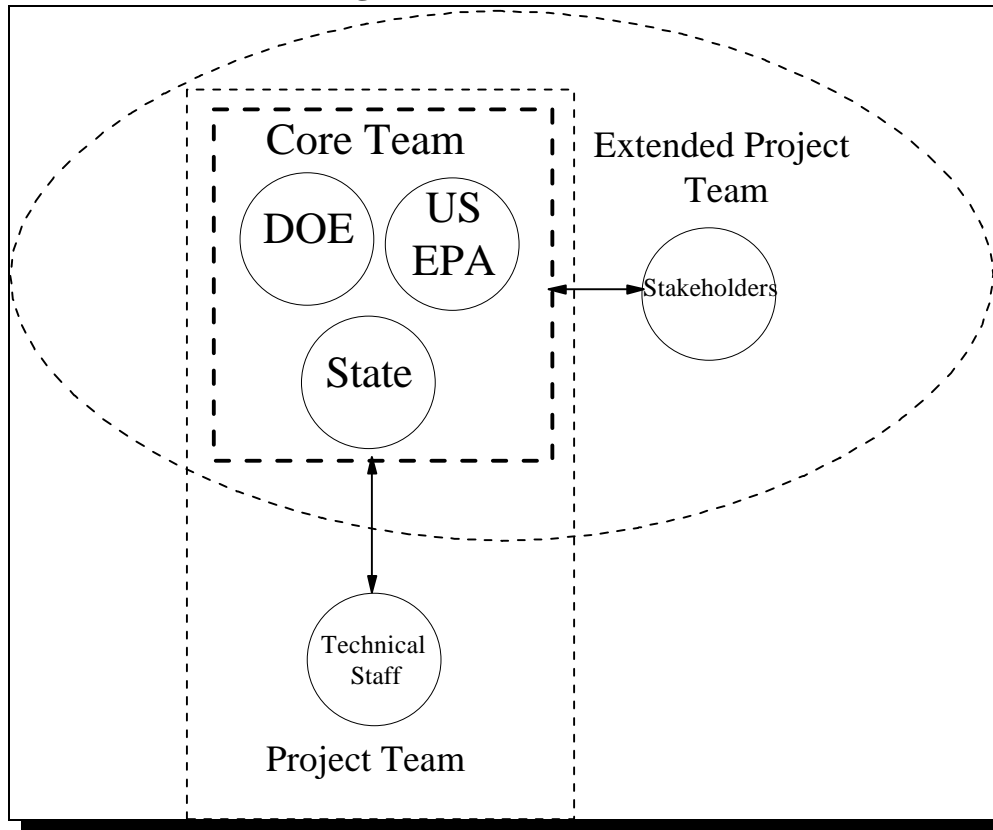 Core Team
DOE
US
EPA
State
Extended Project
Team
Stakeholders
Technical
Staff
Project Team